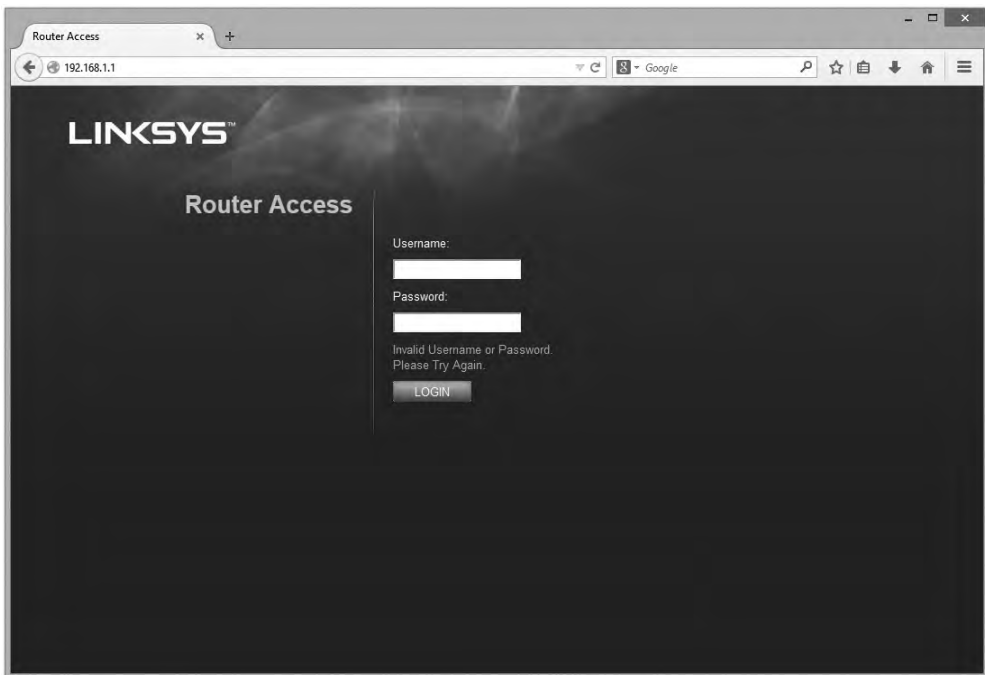 Router Access
192.168.1.1
Google
LINKSYS™
Router Access
Username:
Password:
Invalid Username or Password.
Please Try Again.
LOGIN